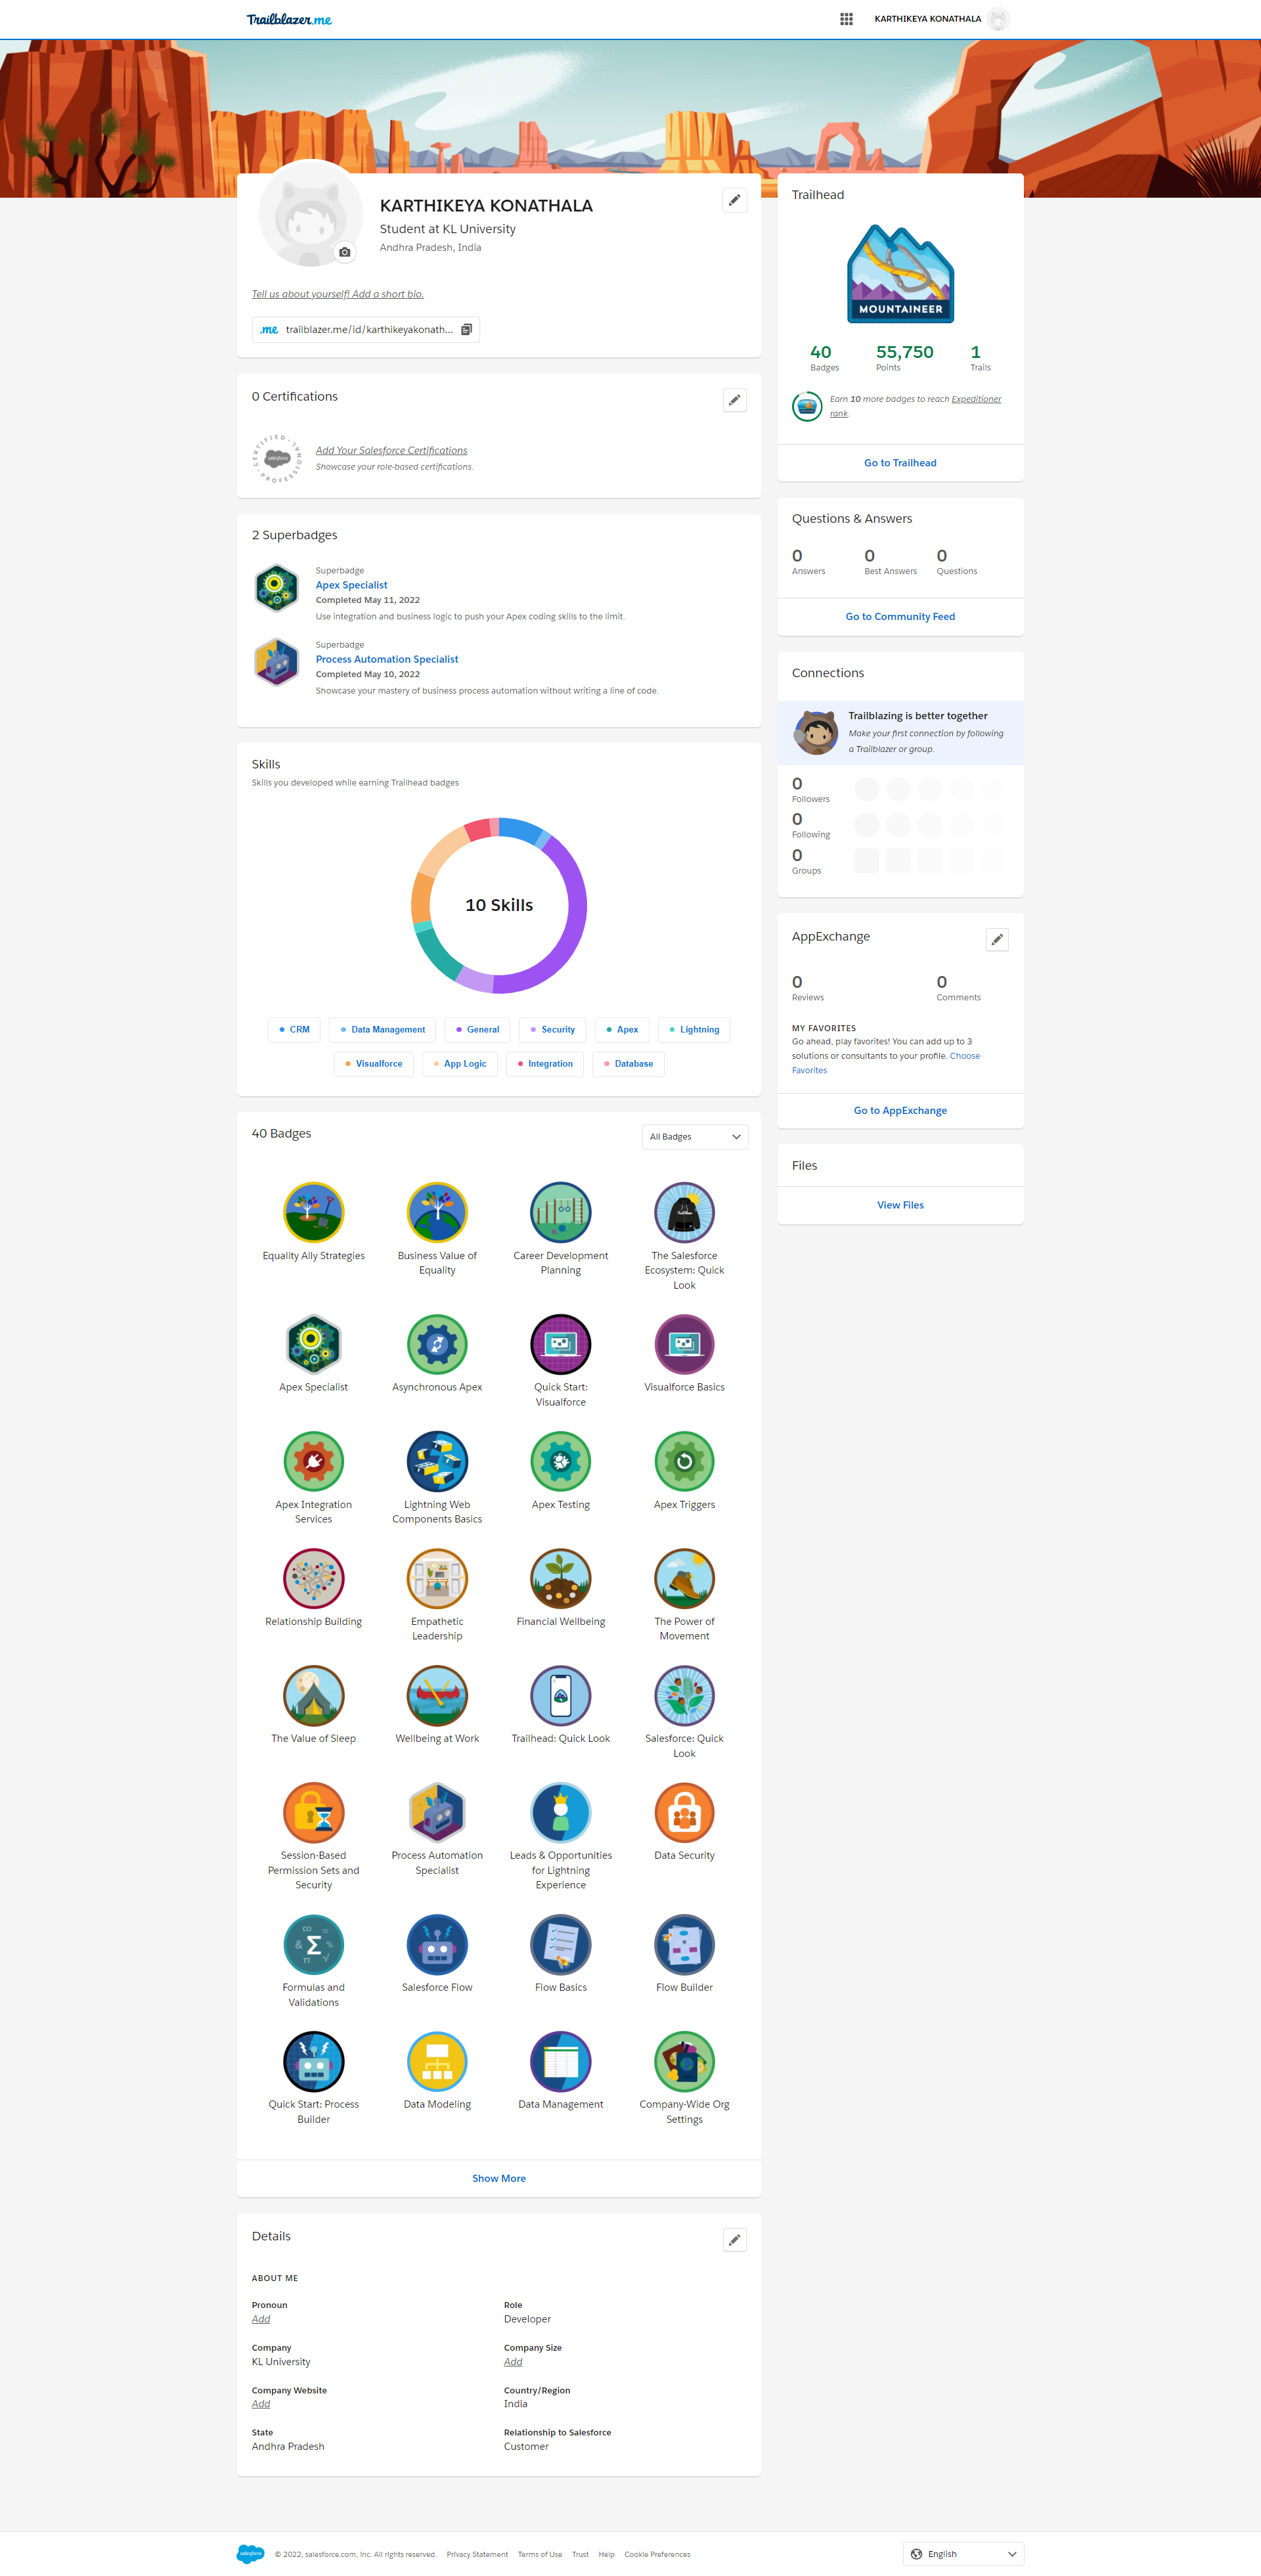 Trailblazer.me
KARTHIKEYA KONATHALA
KARTHIKEYA KONATHALA
Student at KL University
Andhra Pradesh, India
Tell us about yourself! Add a short bio.
.me trailblazer.me/id/karthikeyakonath...
0 Certifications
CERTIFIED · PROFESSIONAL ·
salesforce
Add Your Salesforce Certifications
Showcase your role-based certifications.
2 Superbadges
Superbadge
Apex Specialist
Completed May 11, 2022
Use integration and business logic to push your Apex coding skills to the limit.
Superbadge
Process Automation Specialist
Completed May 10, 2022
Showcase your mastery of business process automation without writing a line of code.
Skills
Skills you developed while earning Trailhead badges
10 Skills
CRM Data Management General Security Apex Lightning
Visualforce App Logic Integration Database
40 Badges
All Badges
Equality Ally Strategies
Business Value of
Equality
Career Development
Planning
The Salesforce
Ecosystem: Quick
Look
Apex Specialist
Asynchronous Apex
Quick Start:
Visualforce
Visualforce Basics
Apex Integration
Services
Lightning Web
Components Basics
Apex Testing
Apex Triggers
Relationship Building
Empathetic
Leadership
Financial Wellbeing
The Power of
Movement
The Value of Sleep
Wellbeing at Work
Trailhead: Quick Look
Salesforce: Quick
Look
Session-Based
Permission Sets and
Security
Process Automation
Specialist
Leads & Opportunities
for Lightning
Experience
Data Security
Formulas and
Validations
Salesforce Flow
Flow Basics
Flow Builder
Quick Start: Process
Builder
Data Modeling
Data Management
Company-Wide Org
Settings
Show More
Details
ABOUT ME
Pronoun
Add
Role
Developer
Company
KL University
Company Size
Add
Company Website
Add
Country/Region
India
State
Andhra Pradesh
Relationship to Salesforce
Customer
Trailhead
MOUNTAINEER
40 55,750 1
Badges Points Trails
Earn 10 more badges to reach Expeditioner
rank.
Go to Trailhead
Questions & Answers
0 0 0
Answers Best Answers Questions
Go to Community Feed
Connections
Trailblazing is better together
Make your first connection by following
a Trailblazer or group.
0
Followers
0
Following
0
Groups
AppExchange
0 0
Reviews Comments
MY FAVORITES
Go ahead, play favorites! You can add up to 3
solutions or consultants to your profile. Choose
Favorites
Go to AppExchange
Files
View Files
salesforce © 2022, salesforce.com, inc. All rights reserved. Privacy Statement Terms of Use Trust Help Cookie Preferences
English